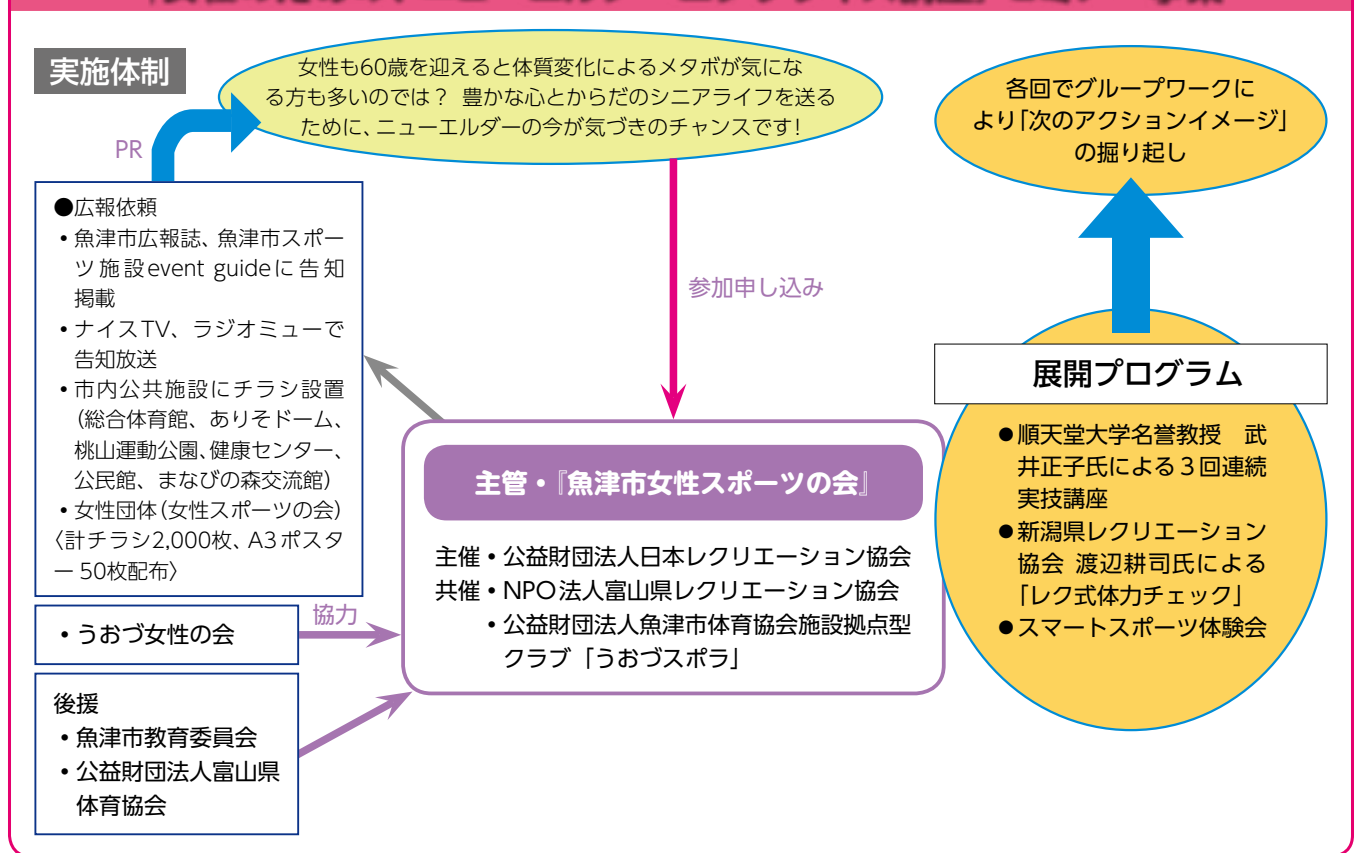 実施体制
女性も60歳を迎えると体質変化によるメタボが気にな
る方も多いのでは？ 豊かな心とからだのシニアライフを送る
ために、ニューエルダーの今が気づきのチャンスです！
各回でグループワークに
より「次のアクションイメージ」
の掘り起し
PR
●広報依頼
・魚津市広報誌、魚津市スポー
ツ施設event guideに告知
掲載
・ナイスTV、ラジオミューで
告知放送
・市内公共施設にチラシ設置
（総合体育館、ありそドーム、
桃山運動公園、健康センター、
公民館、まなびの森交流館）
・女性団体（女性スポーツの会）
〈計チラシ2,000枚、A3ポスタ
ー 50枚配布〉
参加申し込み
主管・『魚津市女性スポーツの会』
主催・公益財団法人日本レクリエーション協会
共催・NPO法人富山県レクリエーション協会
・公益財団法人魚津市体育協会施設拠点型
クラブ「うおづスポラ」
展開プログラム
●順天堂大学名誉教授　武
井正子氏による３回連続
実技講座
●新潟県レクリエーション
協会 渡辺耕司氏による
「レク式体力チェック」
●スマートスポーツ体験会
・うおづ女性の会
協力
後援
・魚津市教育委員会
・公益財団法人富山県
体育協会